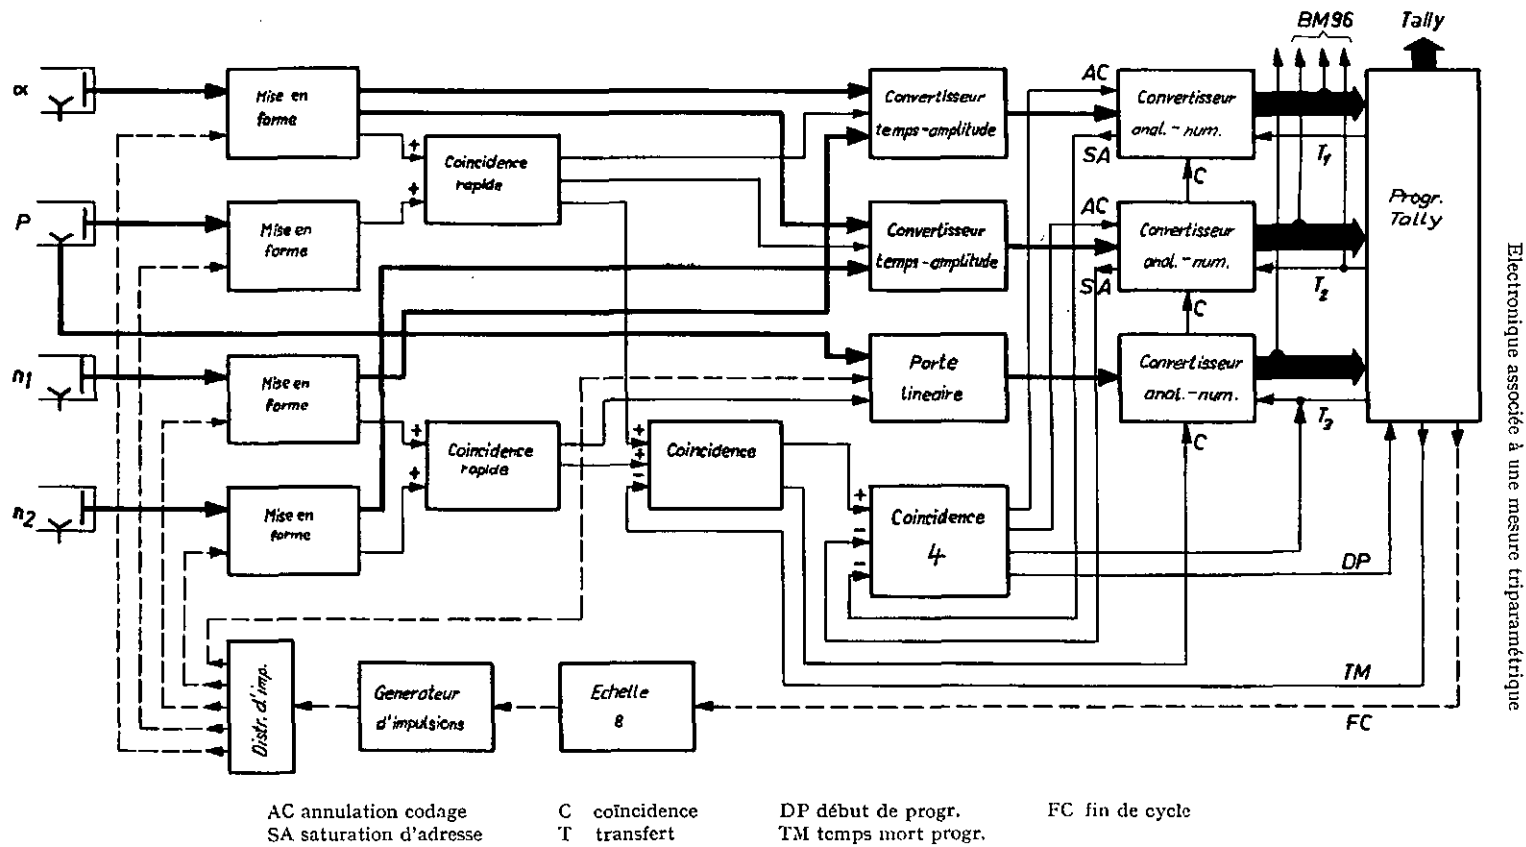 BM96
Tally
α
Mise en
forme
Convertisseur
temps-amplitude
AC
Convertisseur
anal.-num.
SA
T1
C
Coincidence
rapide
+
+
Progr.
Tally
P
Mise en
forme
Convertisseur
temps-amplitude
AC
Convertisseur
anal.-num.
SA
T2
C
n1
Mise en
forme
Porte
lineaire
Convertisseur
anal.-num.
T3
C
+
+
Coincidence
rapide
+
+
-
Coincidence
n2
Mise en
forme
+
-
-
Coincidence
4
DP
Distr. d'imp.
Generateur
d'impulsions
Echelle
8
TM
FC
Electronique associée à une mesure triparamétrique
AC annulation codage
C coïncidence
DP début de progr.
FC fin de cycle
SA saturation d'adresse
T transfert
TM temps mort progr.